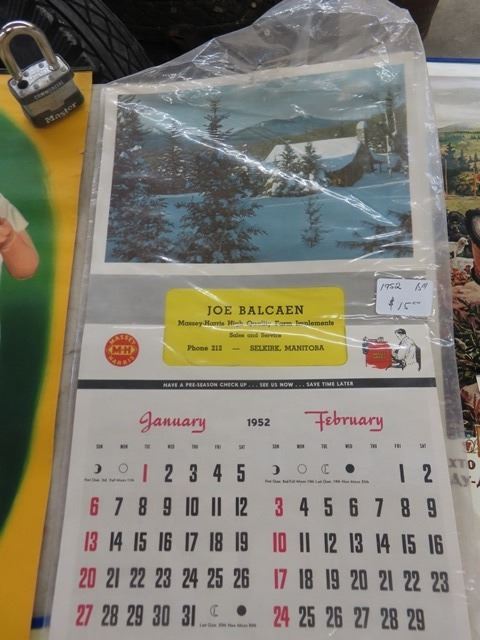 Master
1952
$15.00
JOE BALCAEN
Massey-Harris High Quality Farm Implements
Sales and Service
Phone 212 — SELKIRK, MANITOBA
MASSEY
M-H
HARRIS
HAVE A PRE-SEASON CHECK UP . . . SEE US NOW . . . SAVE TIME LATER
January 1952 February
SUN MON TUE WED THU FRI SAT
1 2 3 4 5
6 7 8 9 10 11 12
13 14 15 16 17 18 19
20 21 22 23 24 25 26
27 28 29 30 31
SUN MON TUE WED THU FRI SAT
1 2
3 4 5 6 7 8 9
10 11 12 13 14 15 16
17 18 19 20 21 22 23
24 25 26 27 28 29